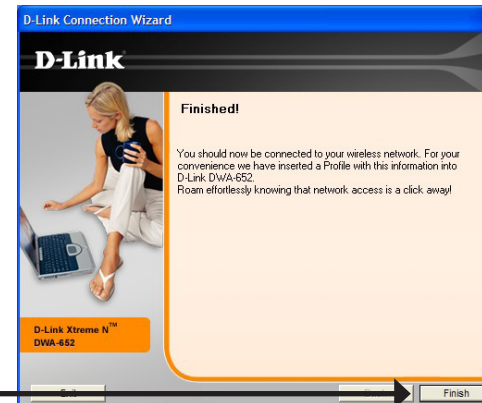 D-Link Connection Wizard
D-Link
Finished!
You should now be connected to your wireless network. For your
convenience we have inserted a Profile with this information into
D-Link DWA-652.
Roam effortlessly knowing that network access is a click away!
D-Link Xtreme N™
DWA-652
Finish